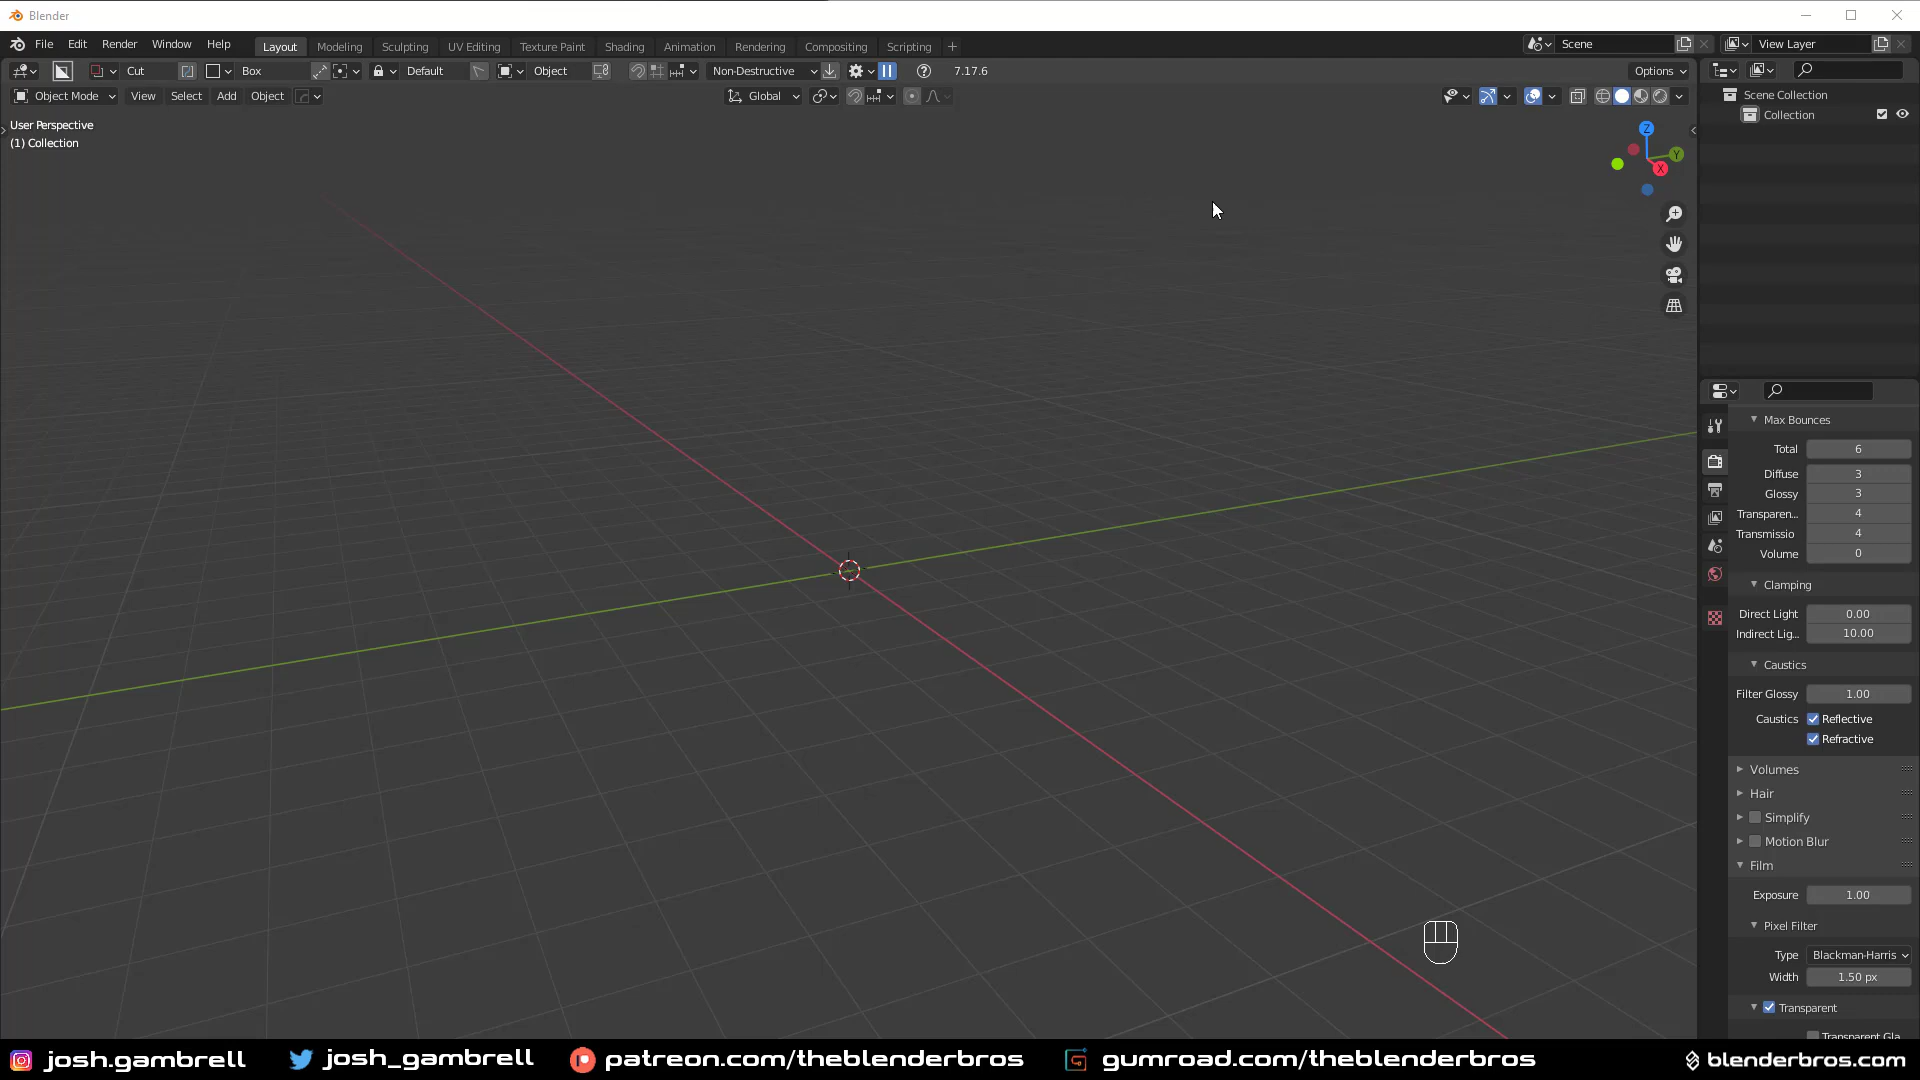 Blender
File Edit Render Window Help Layout Modeling Sculpting UV Editing Texture Paint Shading Animation Rendering Compositing Scripting + Scene View Layer
Cut Box Default Object Non-Destructive 7.17.6 Options
Object Mode View Select Add Object Global
User Perspective
(1) Collection
Z
Y
X
Scene Collection
Collection
Max Bounces
Total 6
Diffuse 3
Glossy 3
Transparen... 4
Transmissio 4
Volume 0
Clamping
Direct Light 0.00
Indirect Lig... 10.00
Caustics
Filter Glossy 1.00
Caustics Reflective
Refractive
Volumes
Hair
Simplify
Motion Blur
Film
Exposure 1.00
Pixel Filter
Type Blackman-Harris
Width 1.50 px
Transparent
Transparent Gla
josh.gambrell josh_gambrell patreon.com/theblenderbros gumroad.com/theblenderbros blenderbros.com